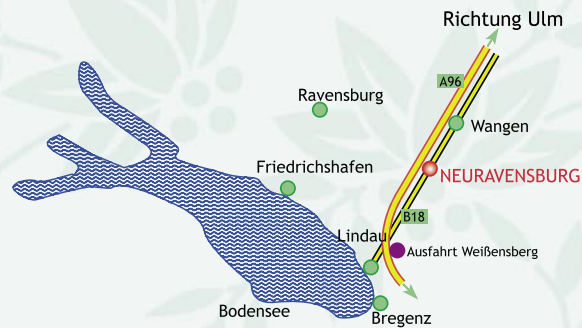 Richtung Ulm
A96
Ravensburg
Wangen
Friedrichshafen
NEURAVENSBURG
B18
Lindau
Ausfahrt Weißensberg
Bodensee
Bregenz